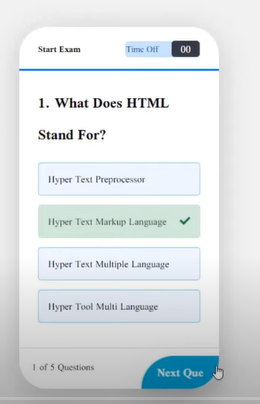 Start Exam
Time Off 00
1. What Does HTML
Stand For?
Hyper Text Preprocessor
Hyper Text Markup Language
Hyper Text Multiple Language
Hyper Tool Multi Language
1 of 5 Questions
Next Que